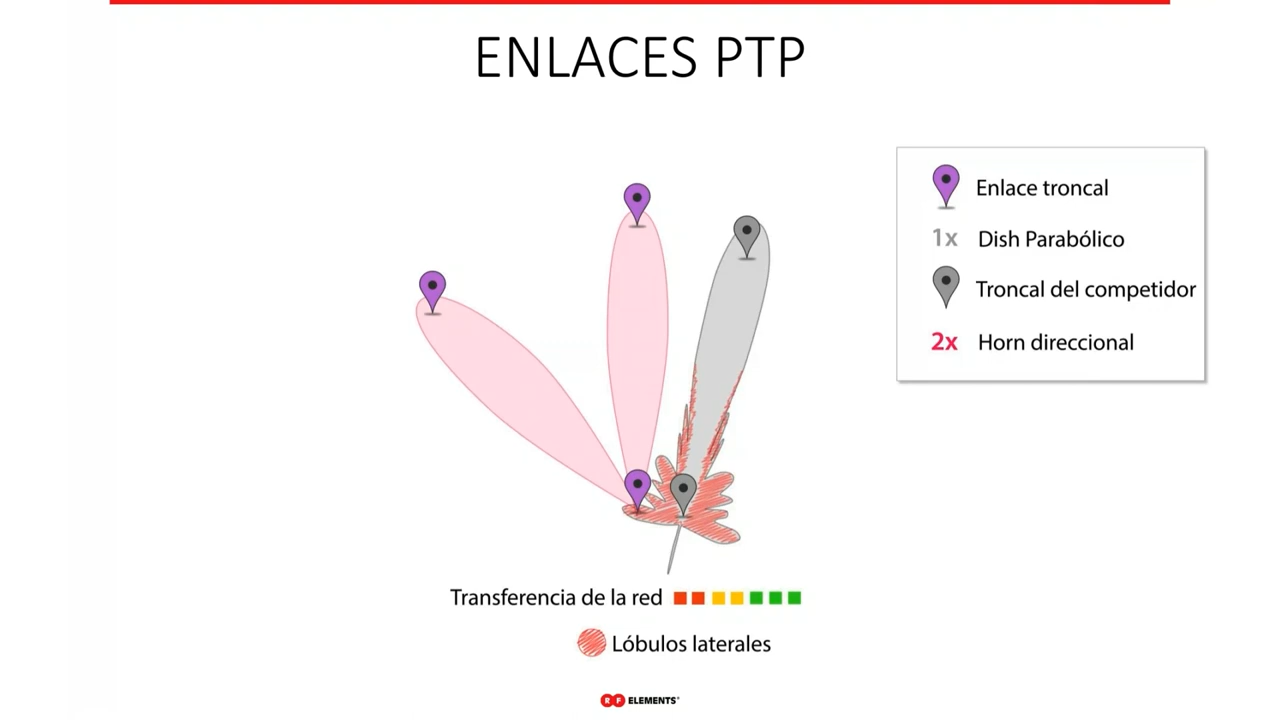 ENLACES PTP
Enlace troncal
1x Dish Parabólico
Troncal del competidor
2x Horn direccional
Transferencia de la red
Lóbulos laterales
RF ELEMENTS